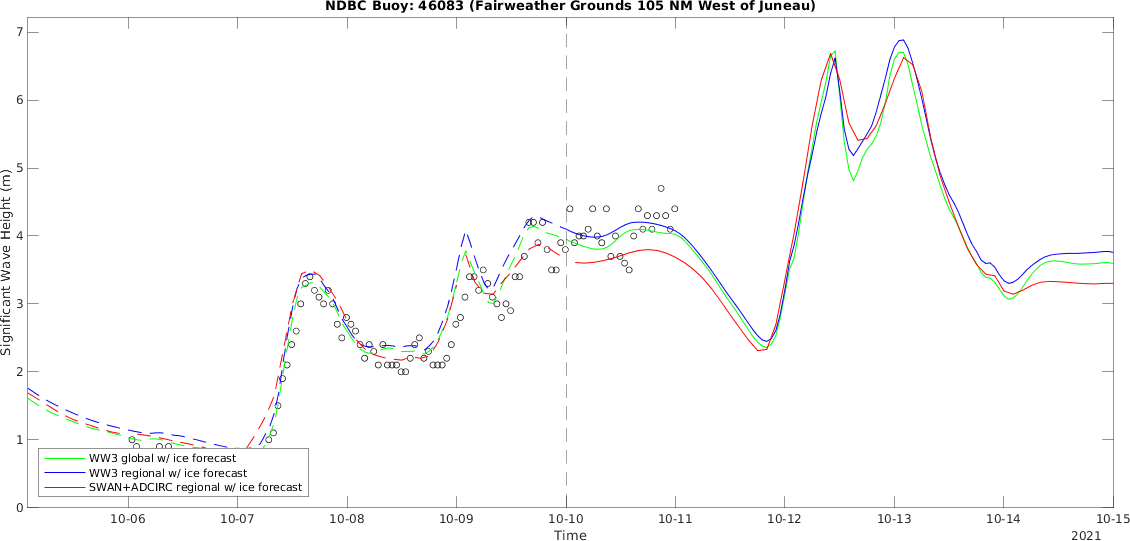 NDBC Buoy: 46083 (Fairweather Grounds 105 NM West of Juneau)
7
6
5
4
3
2
1
0
Significant Wave Height (m)
WW3 global w/ ice forecast
WW3 regional w/ ice forecast
SWAN+ADCIRC regional w/ ice forecast
10-06 10-07 10-08 10-09 10-10 10-11 10-12 10-13 10-14 10-15
Time
2021